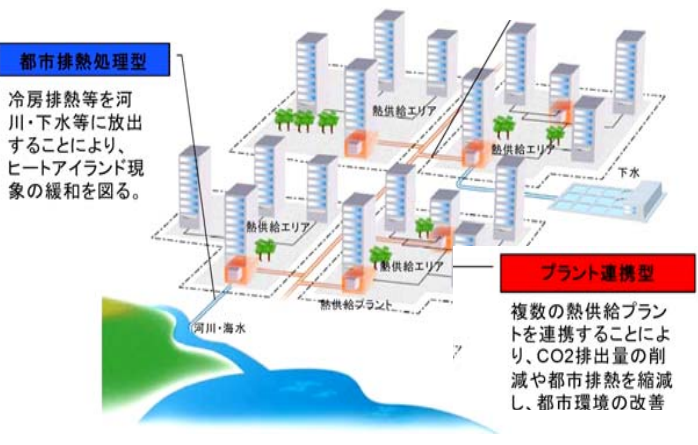 都市排熱処理型
冷房排熱等を河
川・下水等に放出
することにより、
ヒートアイランド現
象の緩和を図る。
熱供給エリア
熱供給エリア
下水
熱供給エリア
熱供給エリア
熱供給プラント
河川・海水
プラント連携型
複数の熱供給プラン
トを連携することによ
り、CO2排出量の削
減や都市排熱を縮減
し、都市環境の改善